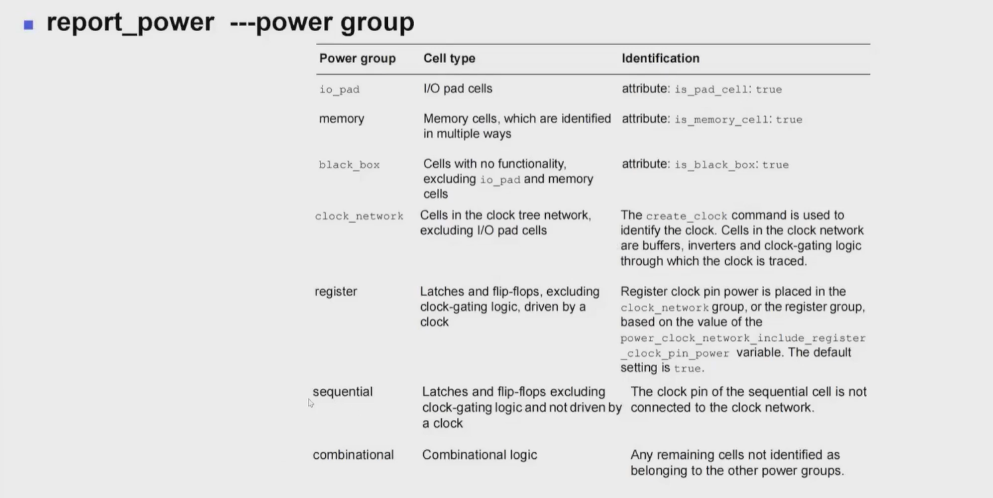 report_power ---power group
Power group Cell type Identification
io_pad I/O pad cells attribute: is_pad_cell: true
memory Memory cells, which are identified attribute: is_memory_cell: true
in multiple ways
black_box Cells with no functionality, attribute: is_black_box: true
excluding io_pad and memory
cells
clock_network Cells in the clock tree network, The create_clock command is used to
excluding I/O pad cells identify the clock. Cells in the clock network
are buffers, inverters and clock-gating logic
through which the clock is traced.
register Latches and flip-flops, excluding Register clock pin power is placed in the
clock-gating logic, driven by a clock_network group, or the register group,
clock based on the value of the
power_clock_network_include_register
_clock_pin_power variable. The default
setting is true.
sequential Latches and flip-flops excluding The clock pin of the sequential cell is not
clock-gating logic and not driven by connected to the clock network.
a clock
combinational Combinational logic Any remaining cells not identified as
belonging to the other power groups.